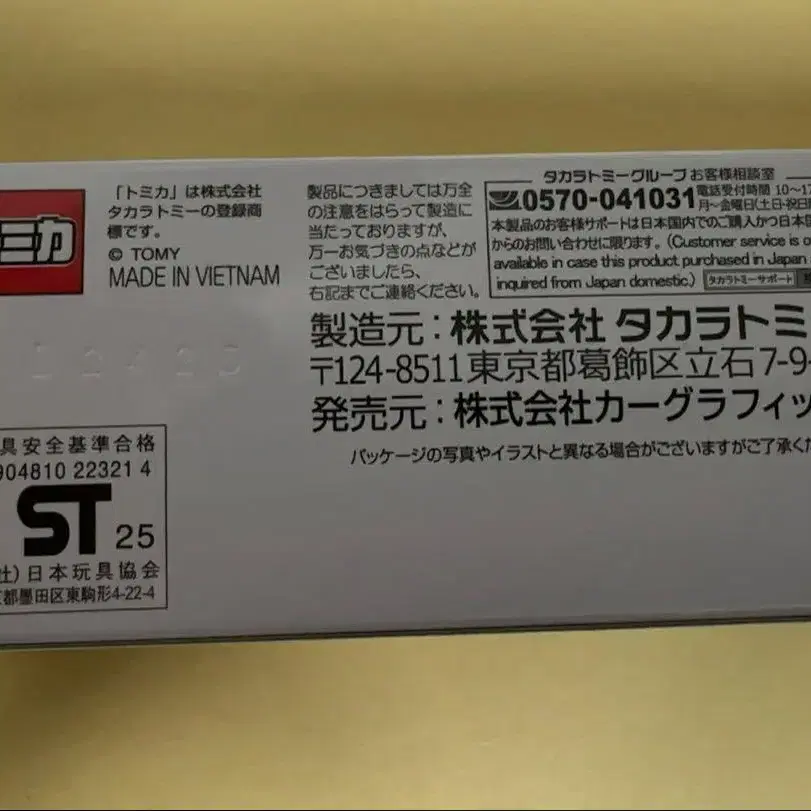 トミカ
「トミカ」は株式会社
タカラトミーの登録商
標です。
© TOMY
MADE IN VIETNAM
製品につきましては万全
の注意をはらって製造に
当たっておりますが、
万一お気づきの点などが
ございましたら、
右記までご連絡ください。
タカラトミーグループ お客様相談室
0570-041031 電話受付時間 10〜17
月〜金曜日(土日・祝日
本製品のお客様サポートは日本国内でのご購入かつ日本国
からのお問い合わせに限ります。(Customer service is o
available in case this product purchased in Japan
inquired from Japan domestic.) タカラトミーサポート
製造元:株式会社 タカラトミ
〒124-8511 東京都葛飾区立石7-9-
発売元:株式会社カーグラフィッ
パッケージの写真やイラストと異なる場合がございますがご了承くだ
具安全基準合格
904810 22321 4
ST 25
社)日本玩具協会
都墨田区東駒形4-22-4